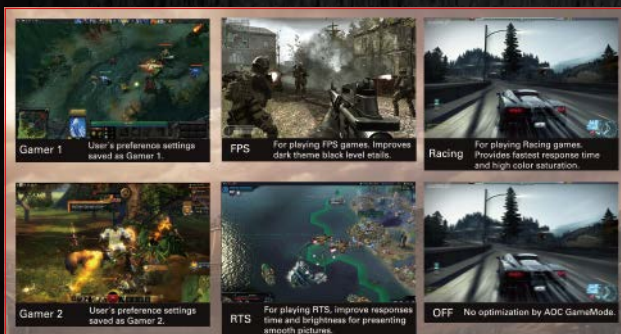 Gamer 1
User's preference settings
saved as Gamer 1.
FPS
For playing FPS games. Improves
dark theme black level etails.
Racing
For playing Racing games.
Provides fastest response time
and high color saturation.
Gamer 2
User's preference settings
saved as Gamer 2.
RTS
For playing RTS, improve responses
time and brightness for presenting
smooth pictures.
OFF
No optimization by AOC GameMode.